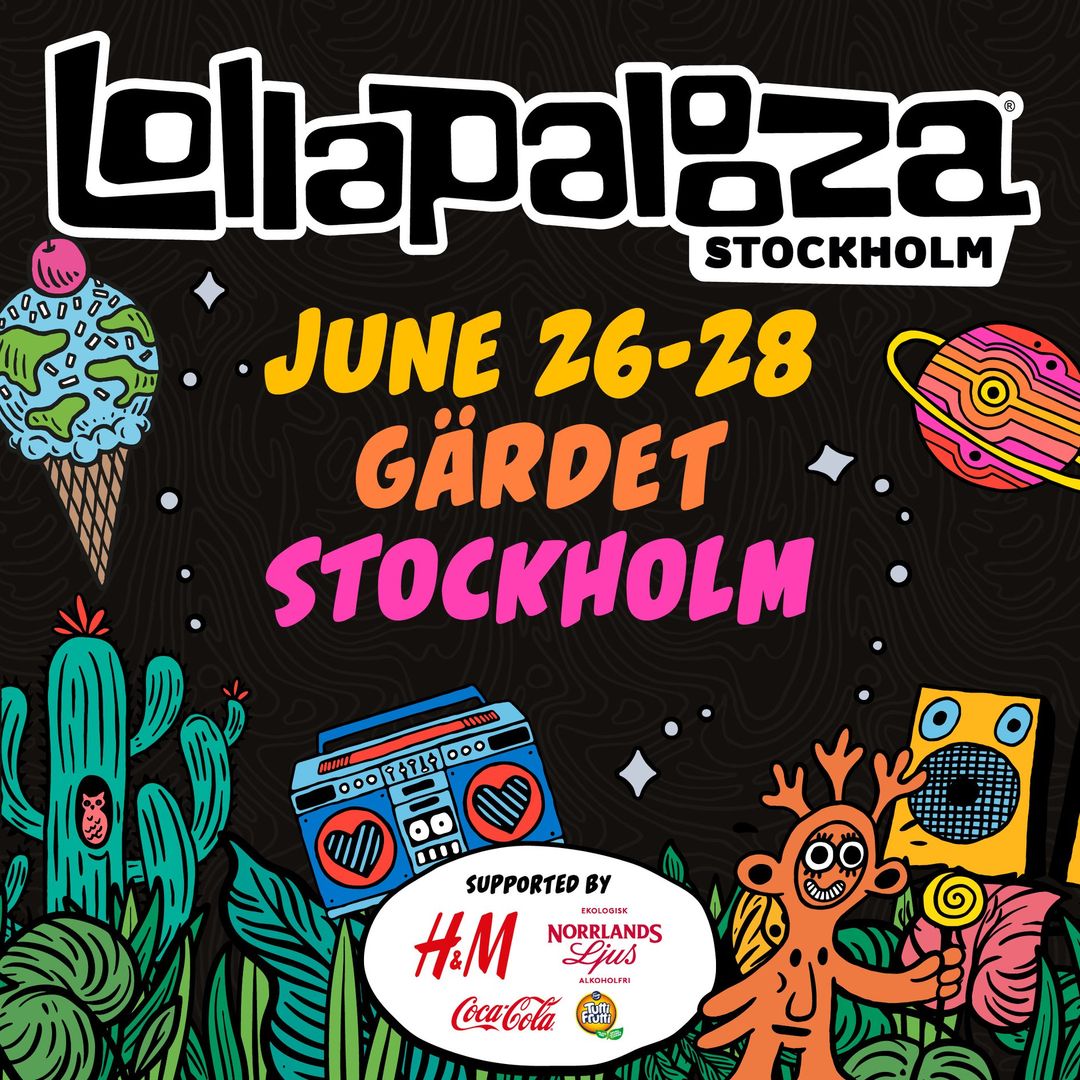 Lollapalooza®
STOCKHOLM
JUNE 26-28
GÄRDET
STOCKHOLM
SUPPORTED BY
H&M
EKOLOGISK
NORRLANDS
Ljus
ALKOHOLFRI
Coca-Cola
Tutti
Frutti